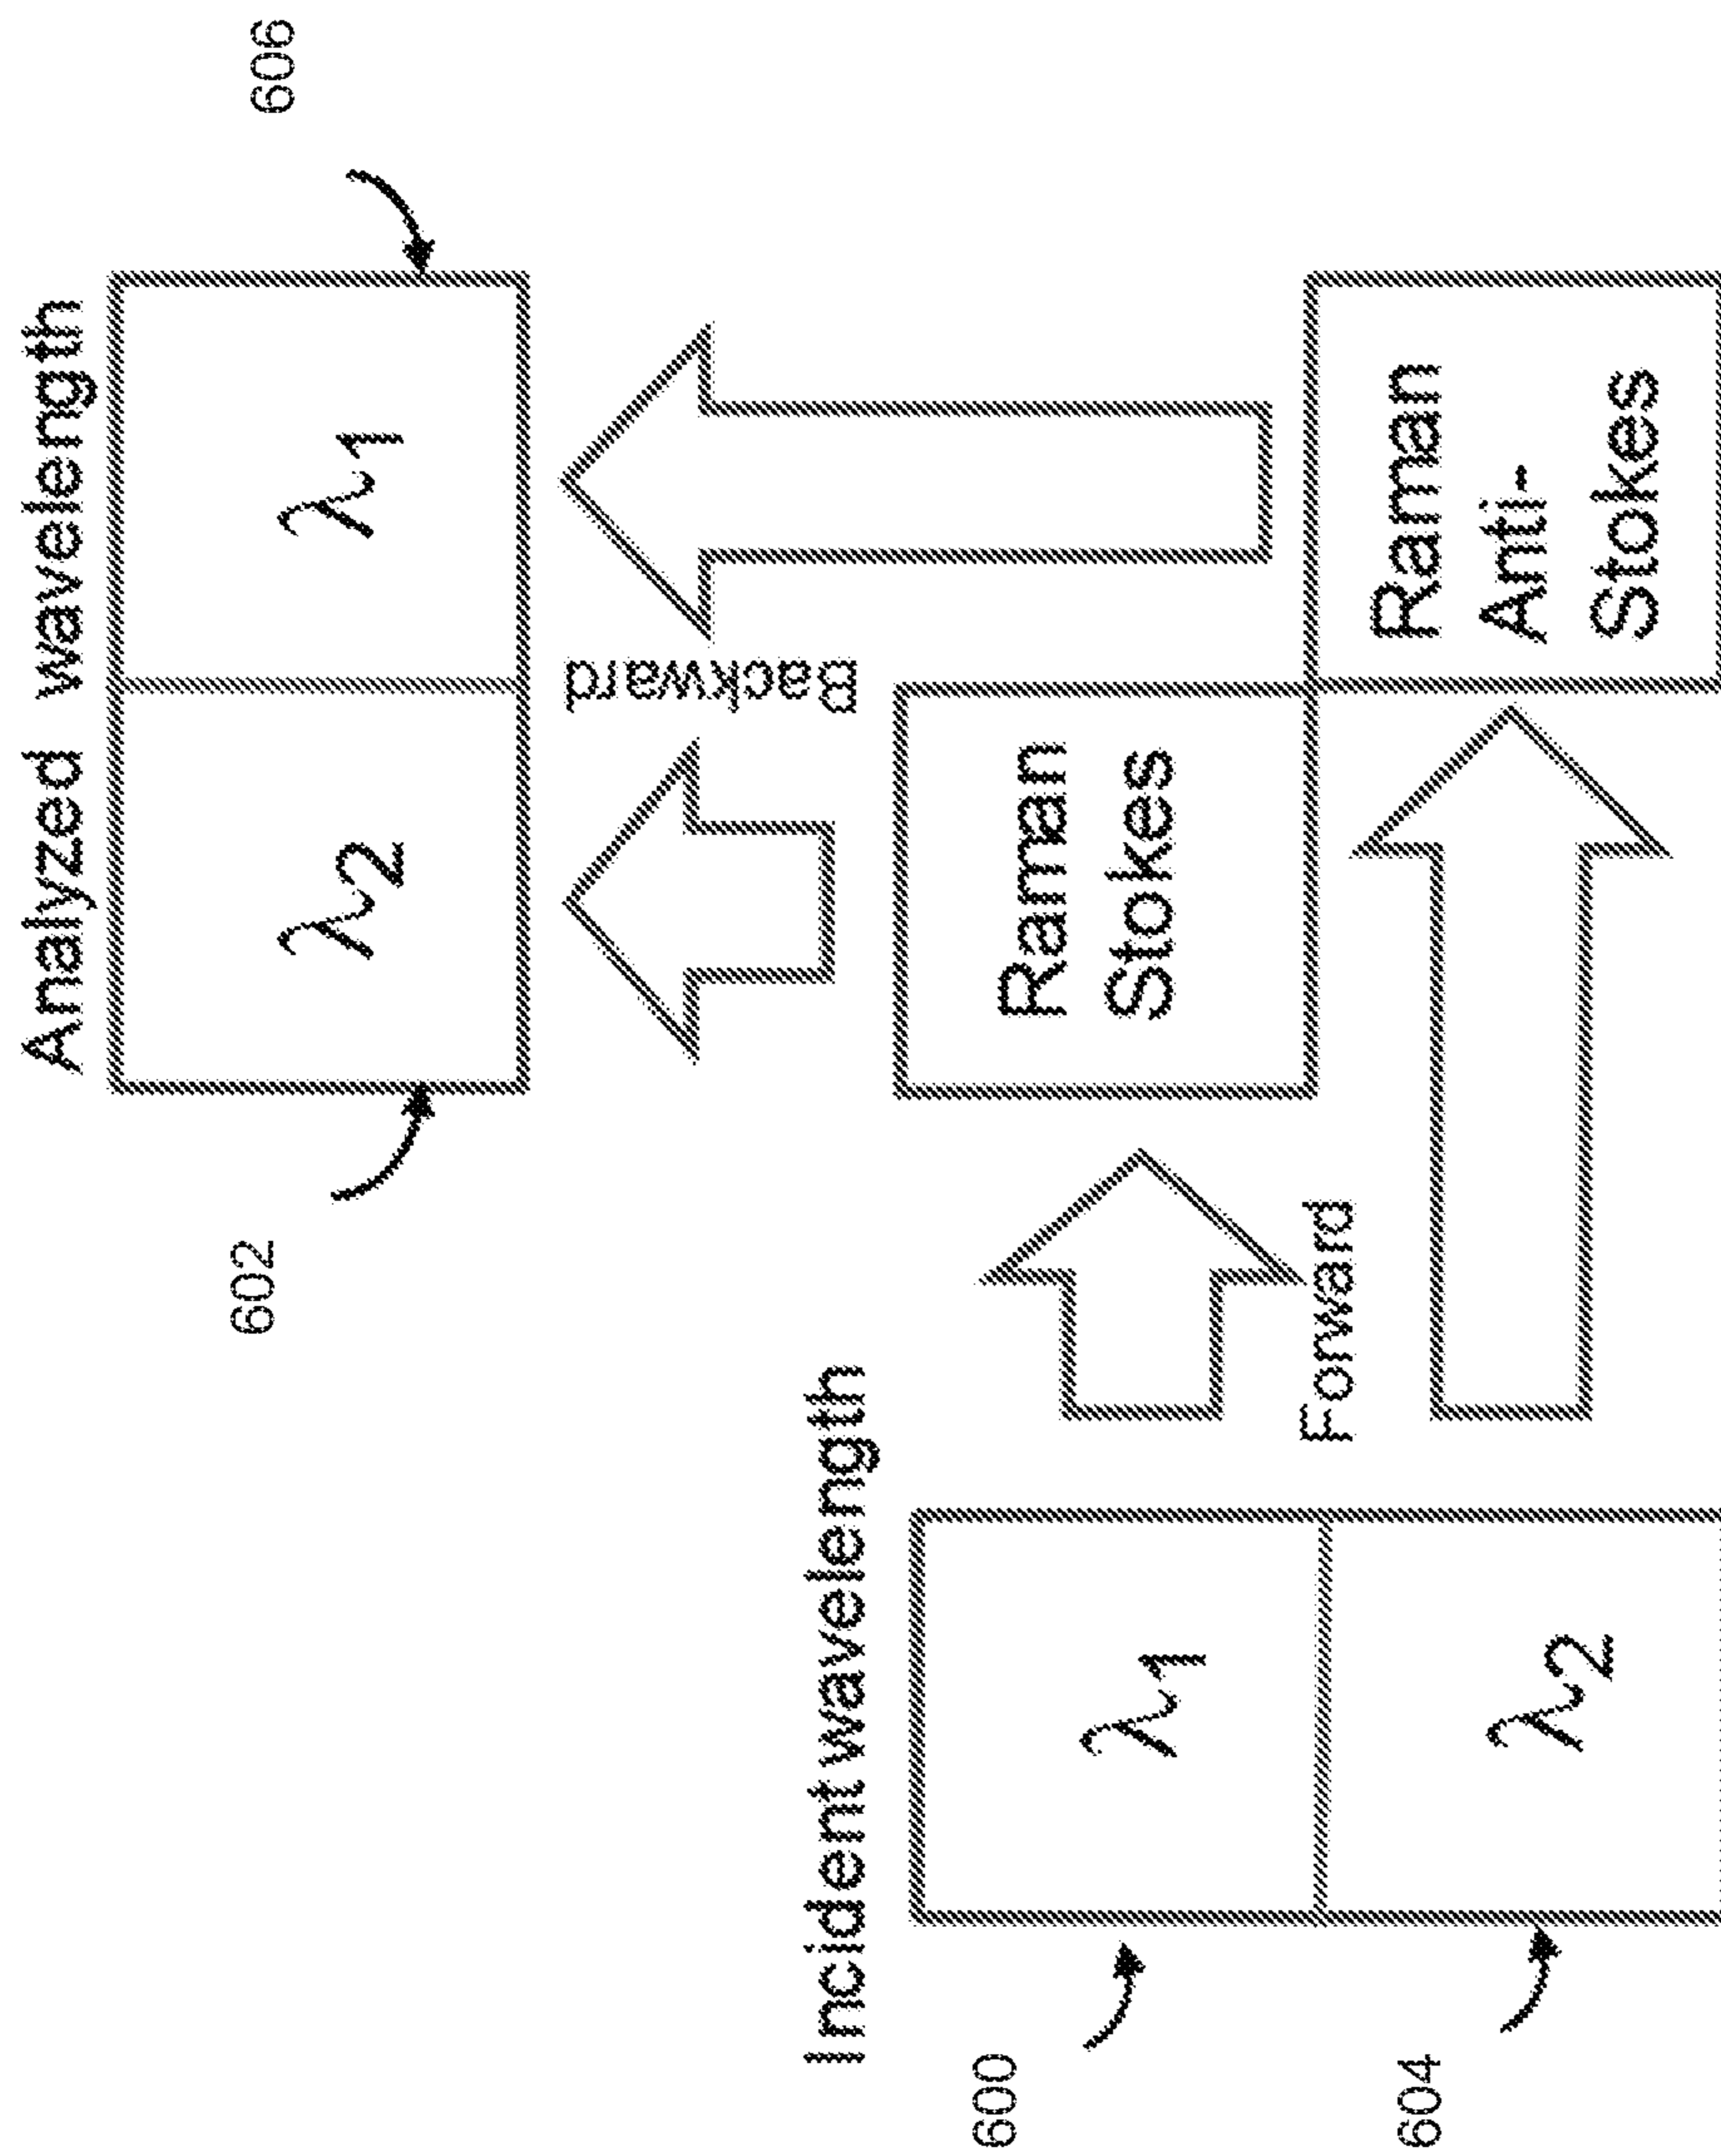 Analyzed wavelength
602
606
λ2
λ1
Backward
Incident wavelength
600
λ1
Raman
Stokes
Forward
604
λ2
Raman
Anti-
Stokes